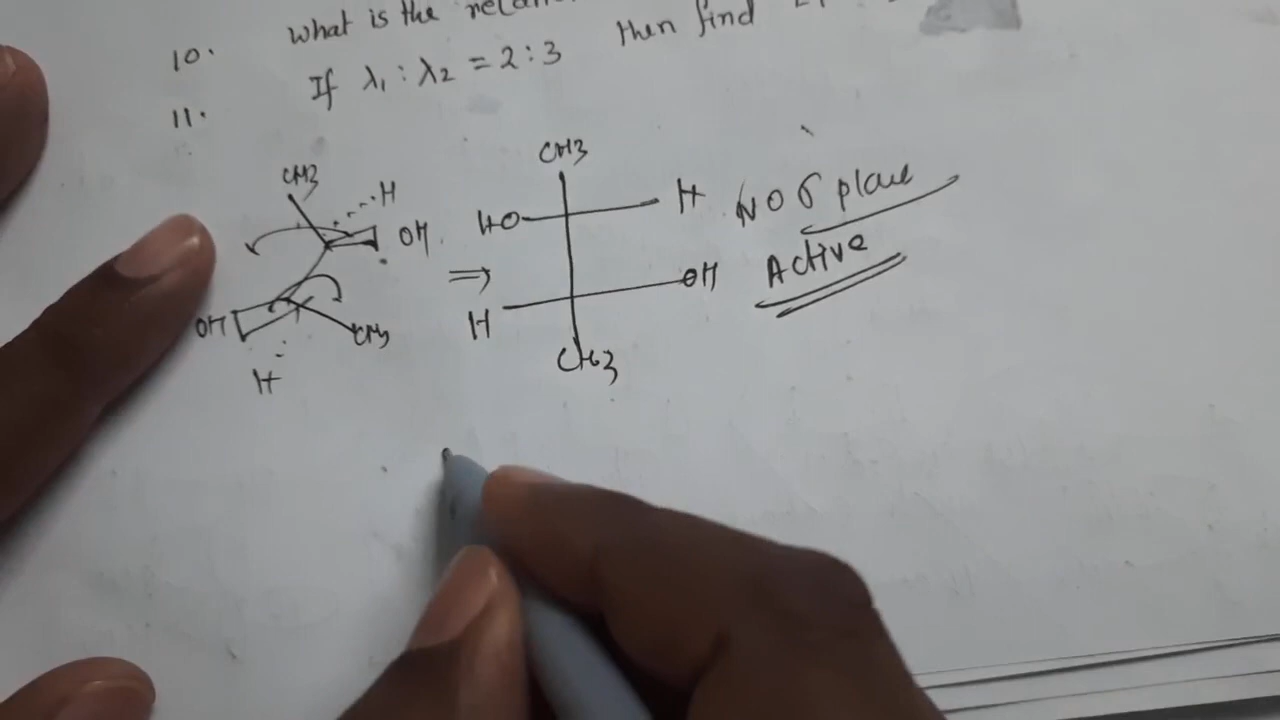 10. What is the
If λ₁ : λ₂ = 2 : 3 then find
11.
CH3
H
OH
OH
CH3
H
⇒
CH3
HO
H
OH
H
CH3
NO σ plane
Active